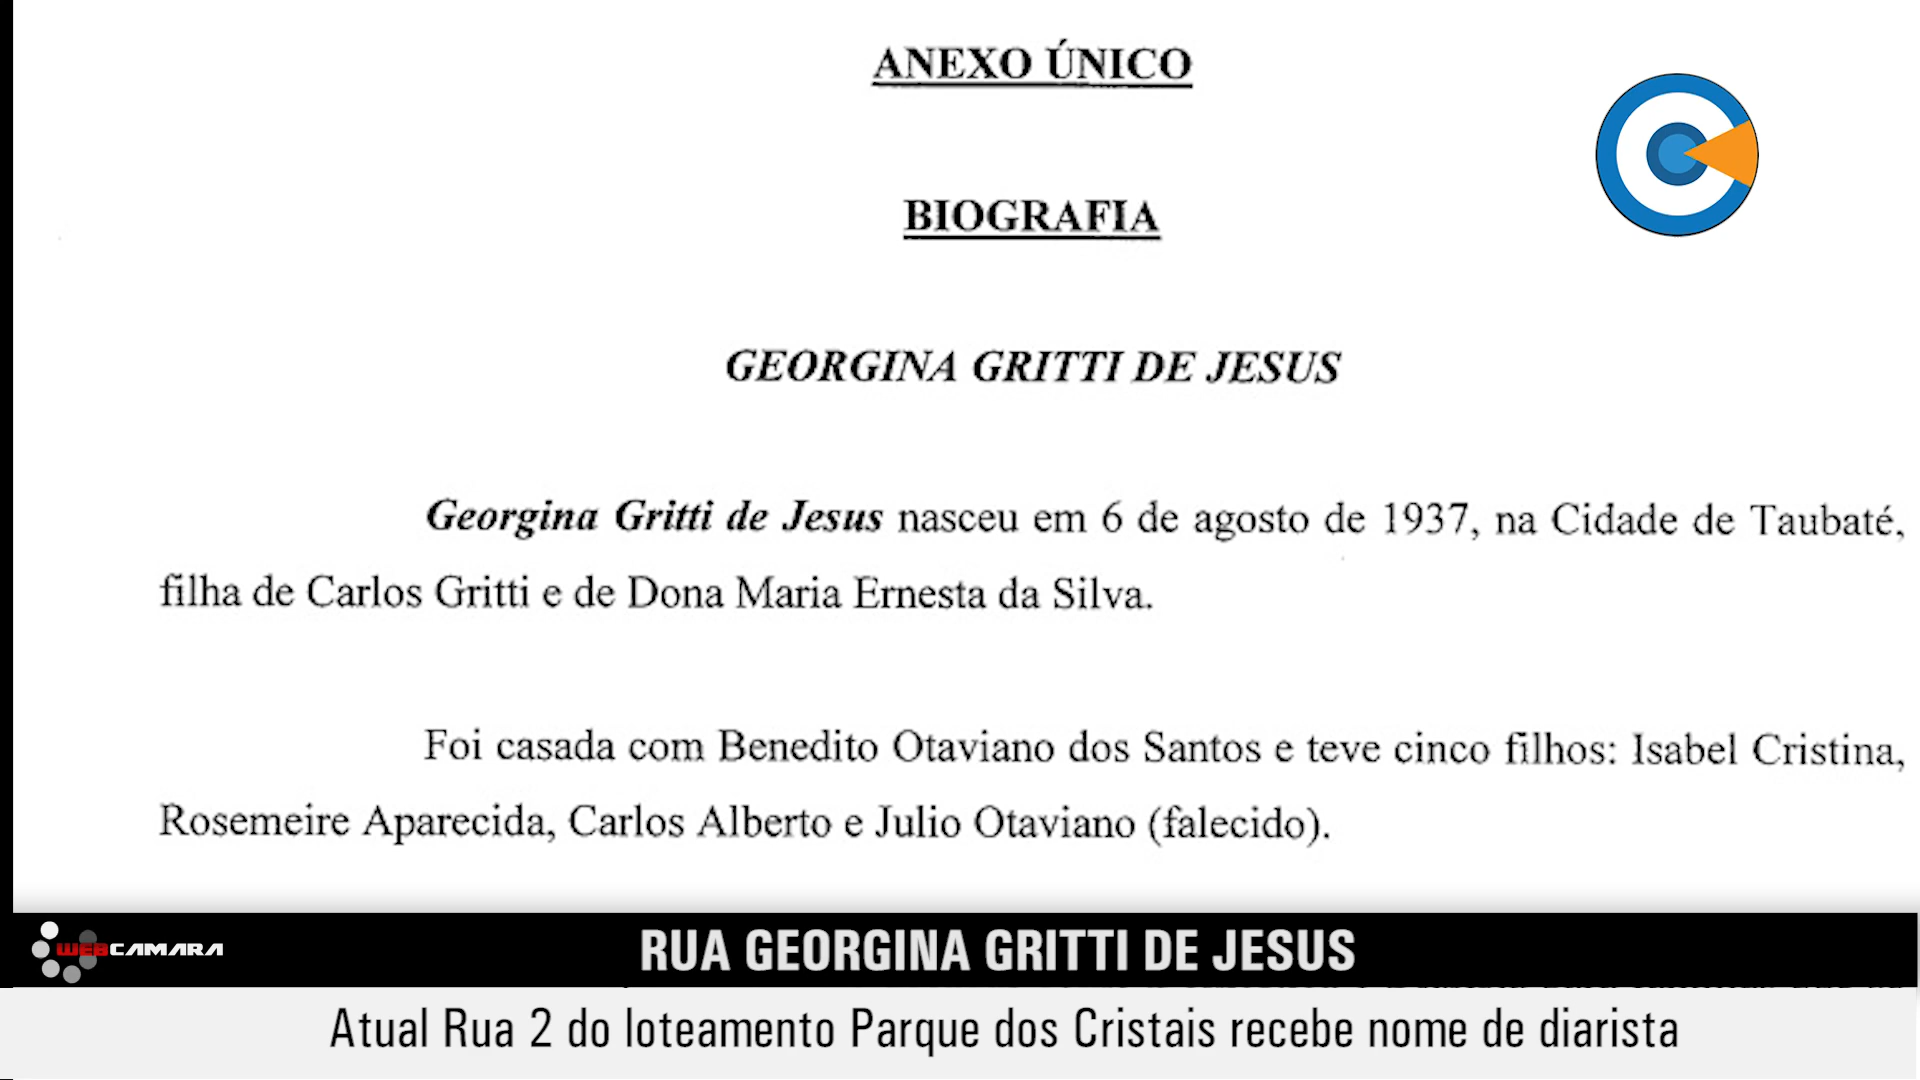 ANEXO ÚNICO
BIOGRAFIA
GEORGINA GRITTI DE JESUS
Georgina Gritti de Jesus nasceu em 6 de agosto de 1937, na Cidade de Taubaté,
filha de Carlos Gritti e de Dona Maria Ernesta da Silva.
Foi casada com Benedito Otaviano dos Santos e teve cinco filhos: Isabel Cristina,
Rosemeire Aparecida, Carlos Alberto e Julio Otaviano (falecido).
WEBCAMARA
RUA GEORGINA GRITTI DE JESUS
Atual Rua 2 do loteamento Parque dos Cristais recebe nome de diarista